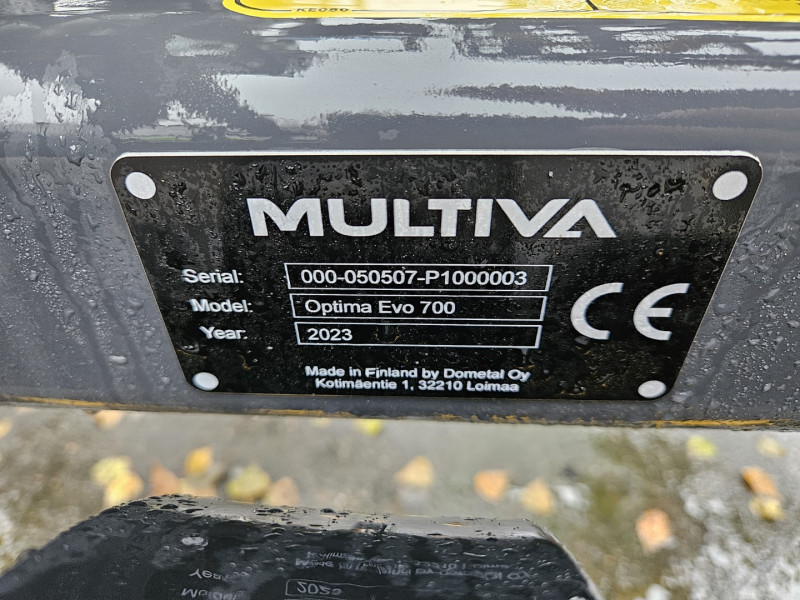 KE080
MULTIVA
Serial: 000-050507-P1000003
Model: Optima Evo 700
Year: 2023
CE
Made in Finland by Dometal Oy
Kotimäentie 1, 32210 Loimaa